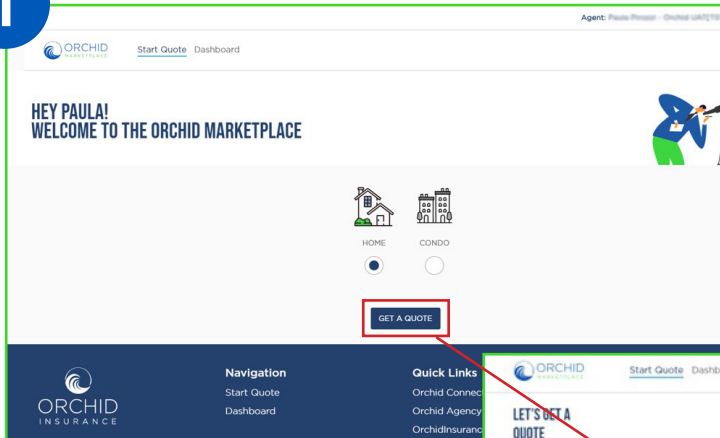 1
Agent:
ORCHID
MARKETPLACE
Start Quote Dashboard
HEY PAULA!
WELCOME TO THE ORCHID MARKETPLACE
HOME CONDO
GET A QUOTE
Navigation
Start Quote
Dashboard
Quick Links
Orchid Connec
Orchid Agency
OrchidInsuranc
ORCHID
INSURANCE
ORCHID
MARKETPLACE
Start Quote Dashb
LET'S GET A
QUOTE